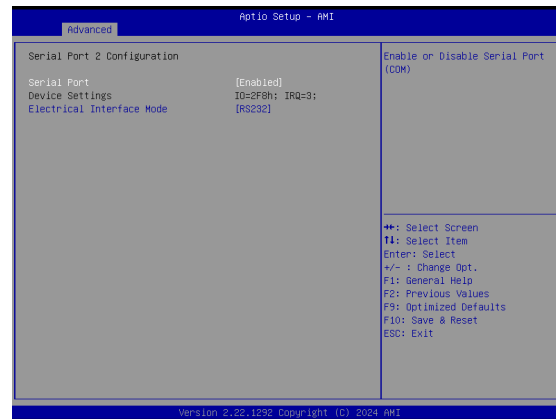 Aptio Setup - AMI
Advanced
Serial Port 2 Configuration
Serial Port [Enabled]
Device Settings IO=2F8h; IRQ=3;
Electrical Interface Mode [RS232]
Enable or Disable Serial Port
(COM)
→←: Select Screen
↑↓: Select Item
Enter: Select
+/- : Change Opt.
F1: General Help
F2: Previous Values
F9: Optimized Defaults
F10: Save & Reset
ESC: Exit
Version 2.22.1292 Copyright (C) 2024 AMI